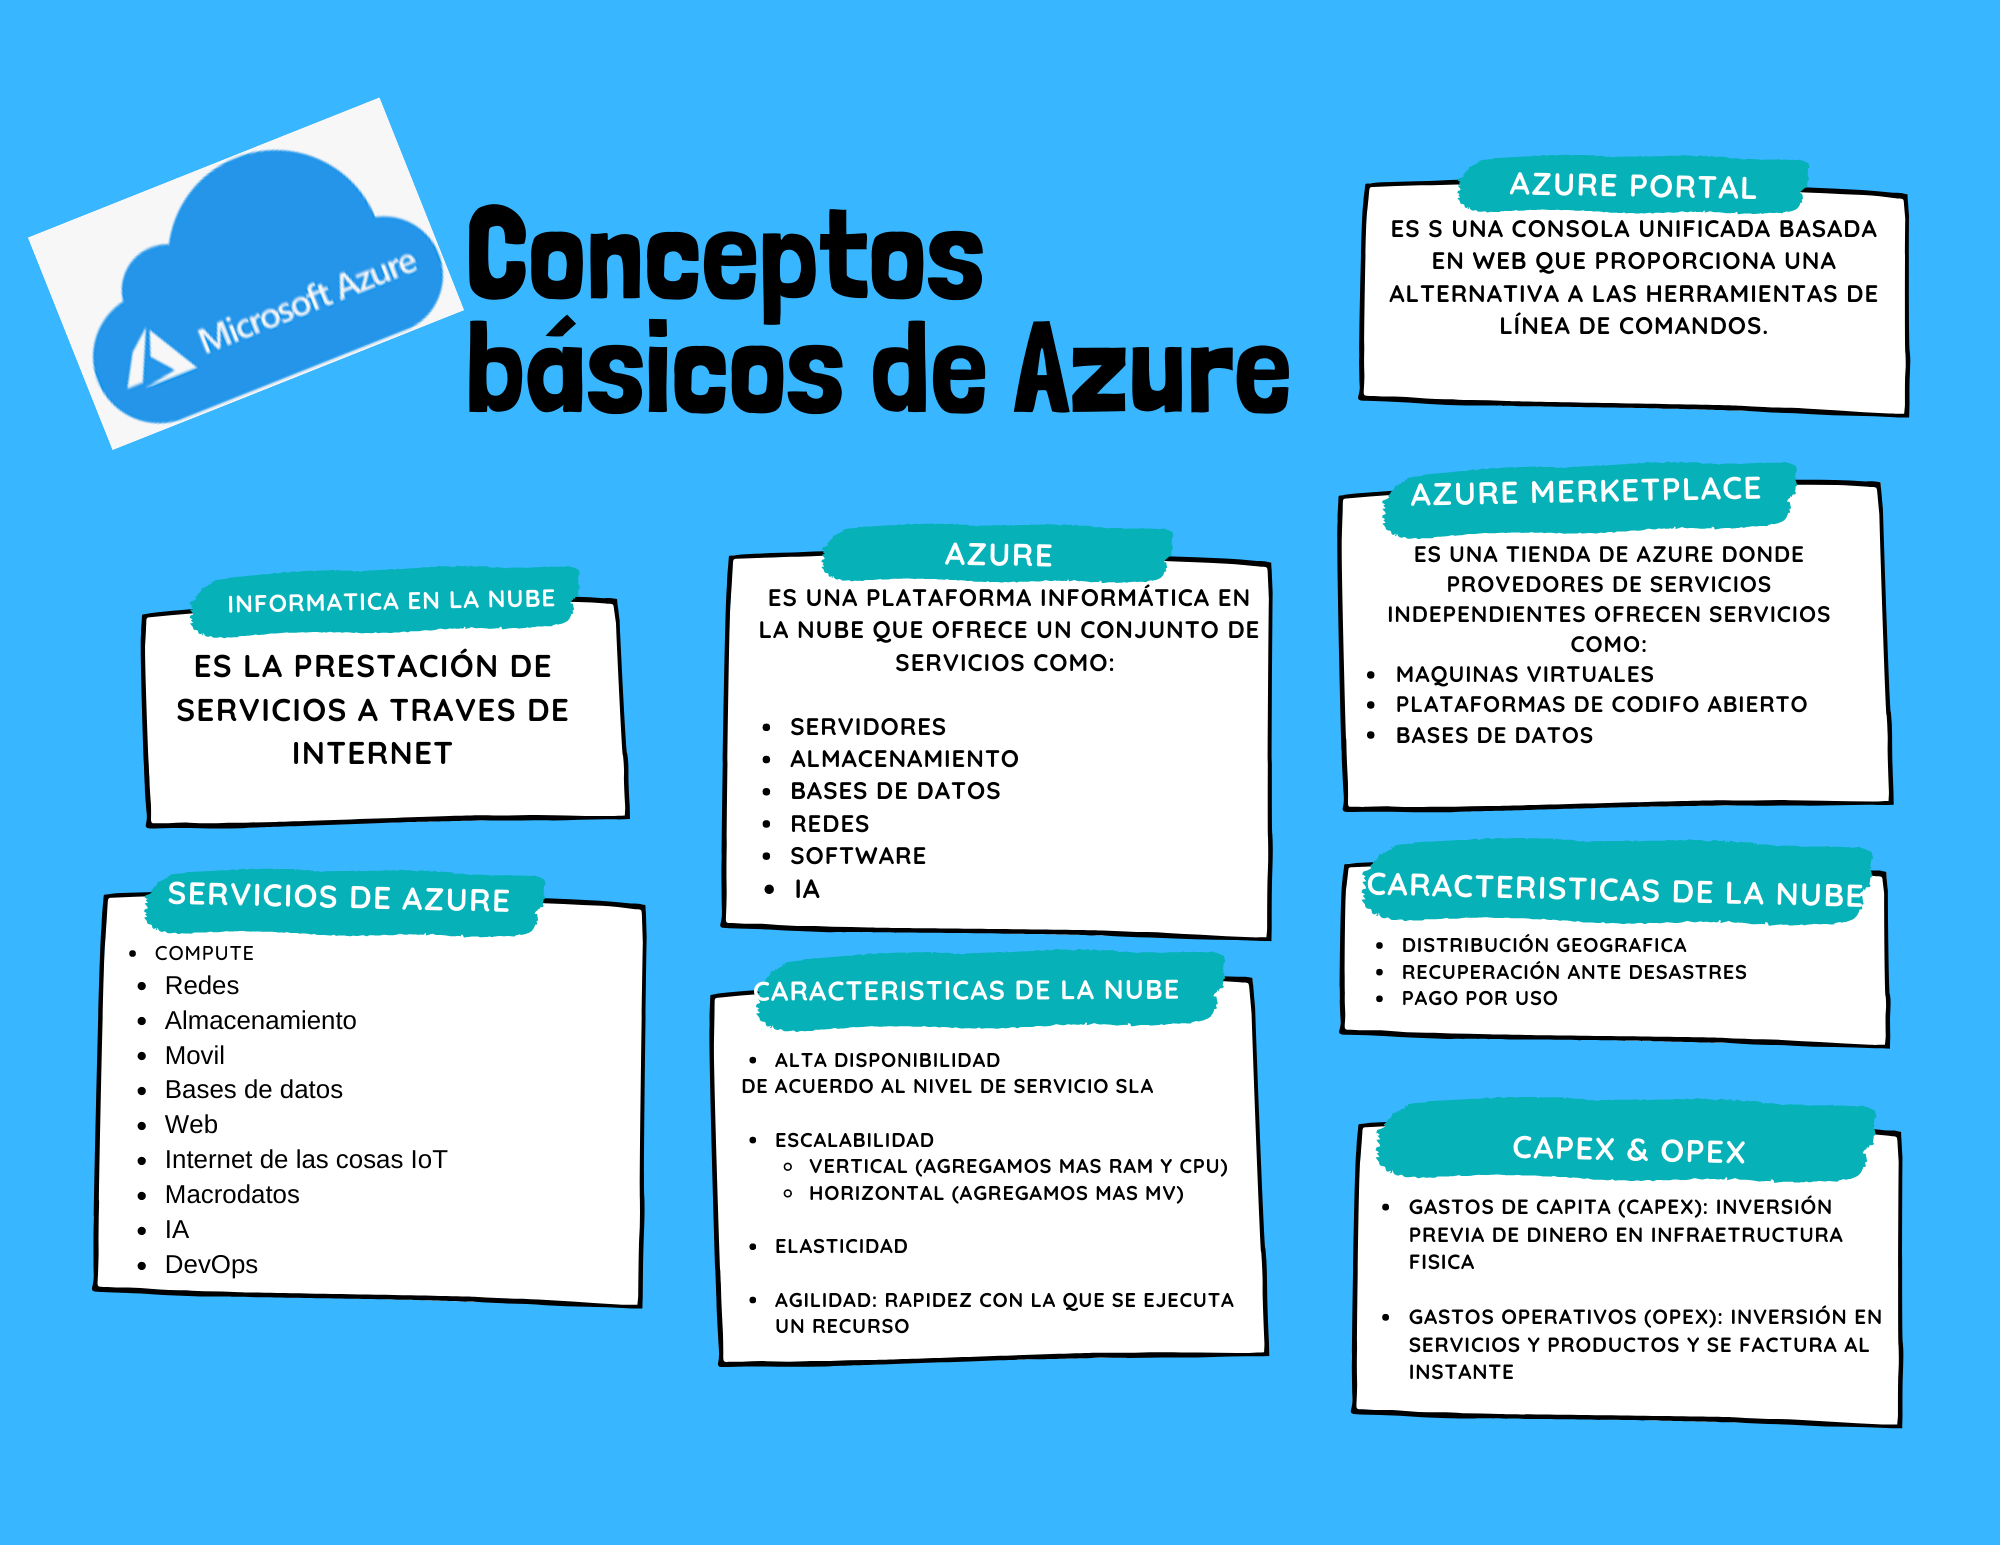 Microsoft Azure
Conceptos
básicos de Azure
INFORMATICA EN LA NUBE
ES LA PRESTACIÓN DE
SERVICIOS A TRAVES DE
INTERNET
SERVICIOS DE AZURE
• COMPUTE
• Redes
• Almacenamiento
• Movil
• Bases de datos
• Web
• Internet de las cosas IoT
• Macrodatos
• IA
• DevOps
AZURE
ES UNA PLATAFORMA INFORMÁTICA EN
LA NUBE QUE OFRECE UN CONJUNTO DE
SERVICIOS COMO:
• SERVIDORES
• ALMACENAMIENTO
• BASES DE DATOS
• REDES
• SOFTWARE
• IA
CARACTERISTICAS DE LA NUBE
• ALTA DISPONIBILIDAD
DE ACUERDO AL NIVEL DE SERVICIO SLA
• ESCALABILIDAD
◦ VERTICAL (AGREGAMOS MAS RAM Y CPU)
◦ HORIZONTAL (AGREGAMOS MAS MV)
• ELASTICIDAD
• AGILIDAD: RAPIDEZ CON LA QUE SE EJECUTA
UN RECURSO
AZURE PORTAL
ES S UNA CONSOLA UNIFICADA BASADA
EN WEB QUE PROPORCIONA UNA
ALTERNATIVA A LAS HERRAMIENTAS DE
LÍNEA DE COMANDOS.
AZURE MERKETPLACE
ES UNA TIENDA DE AZURE DONDE
PROVEDORES DE SERVICIOS
INDEPENDIENTES OFRECEN SERVICIOS
COMO:
• MAQUINAS VIRTUALES
• PLATAFORMAS DE CODIFO ABIERTO
• BASES DE DATOS
CARACTERISTICAS DE LA NUBE
• DISTRIBUCIÓN GEOGRAFICA
• RECUPERACIÓN ANTE DESASTRES
• PAGO POR USO
CAPEX & OPEX
• GASTOS DE CAPITA (CAPEX): INVERSIÓN
PREVIA DE DINERO EN INFRAETRUCTURA
FISICA
• GASTOS OPERATIVOS (OPEX): INVERSIÓN EN
SERVICIOS Y PRODUCTOS Y SE FACTURA AL
INSTANTE